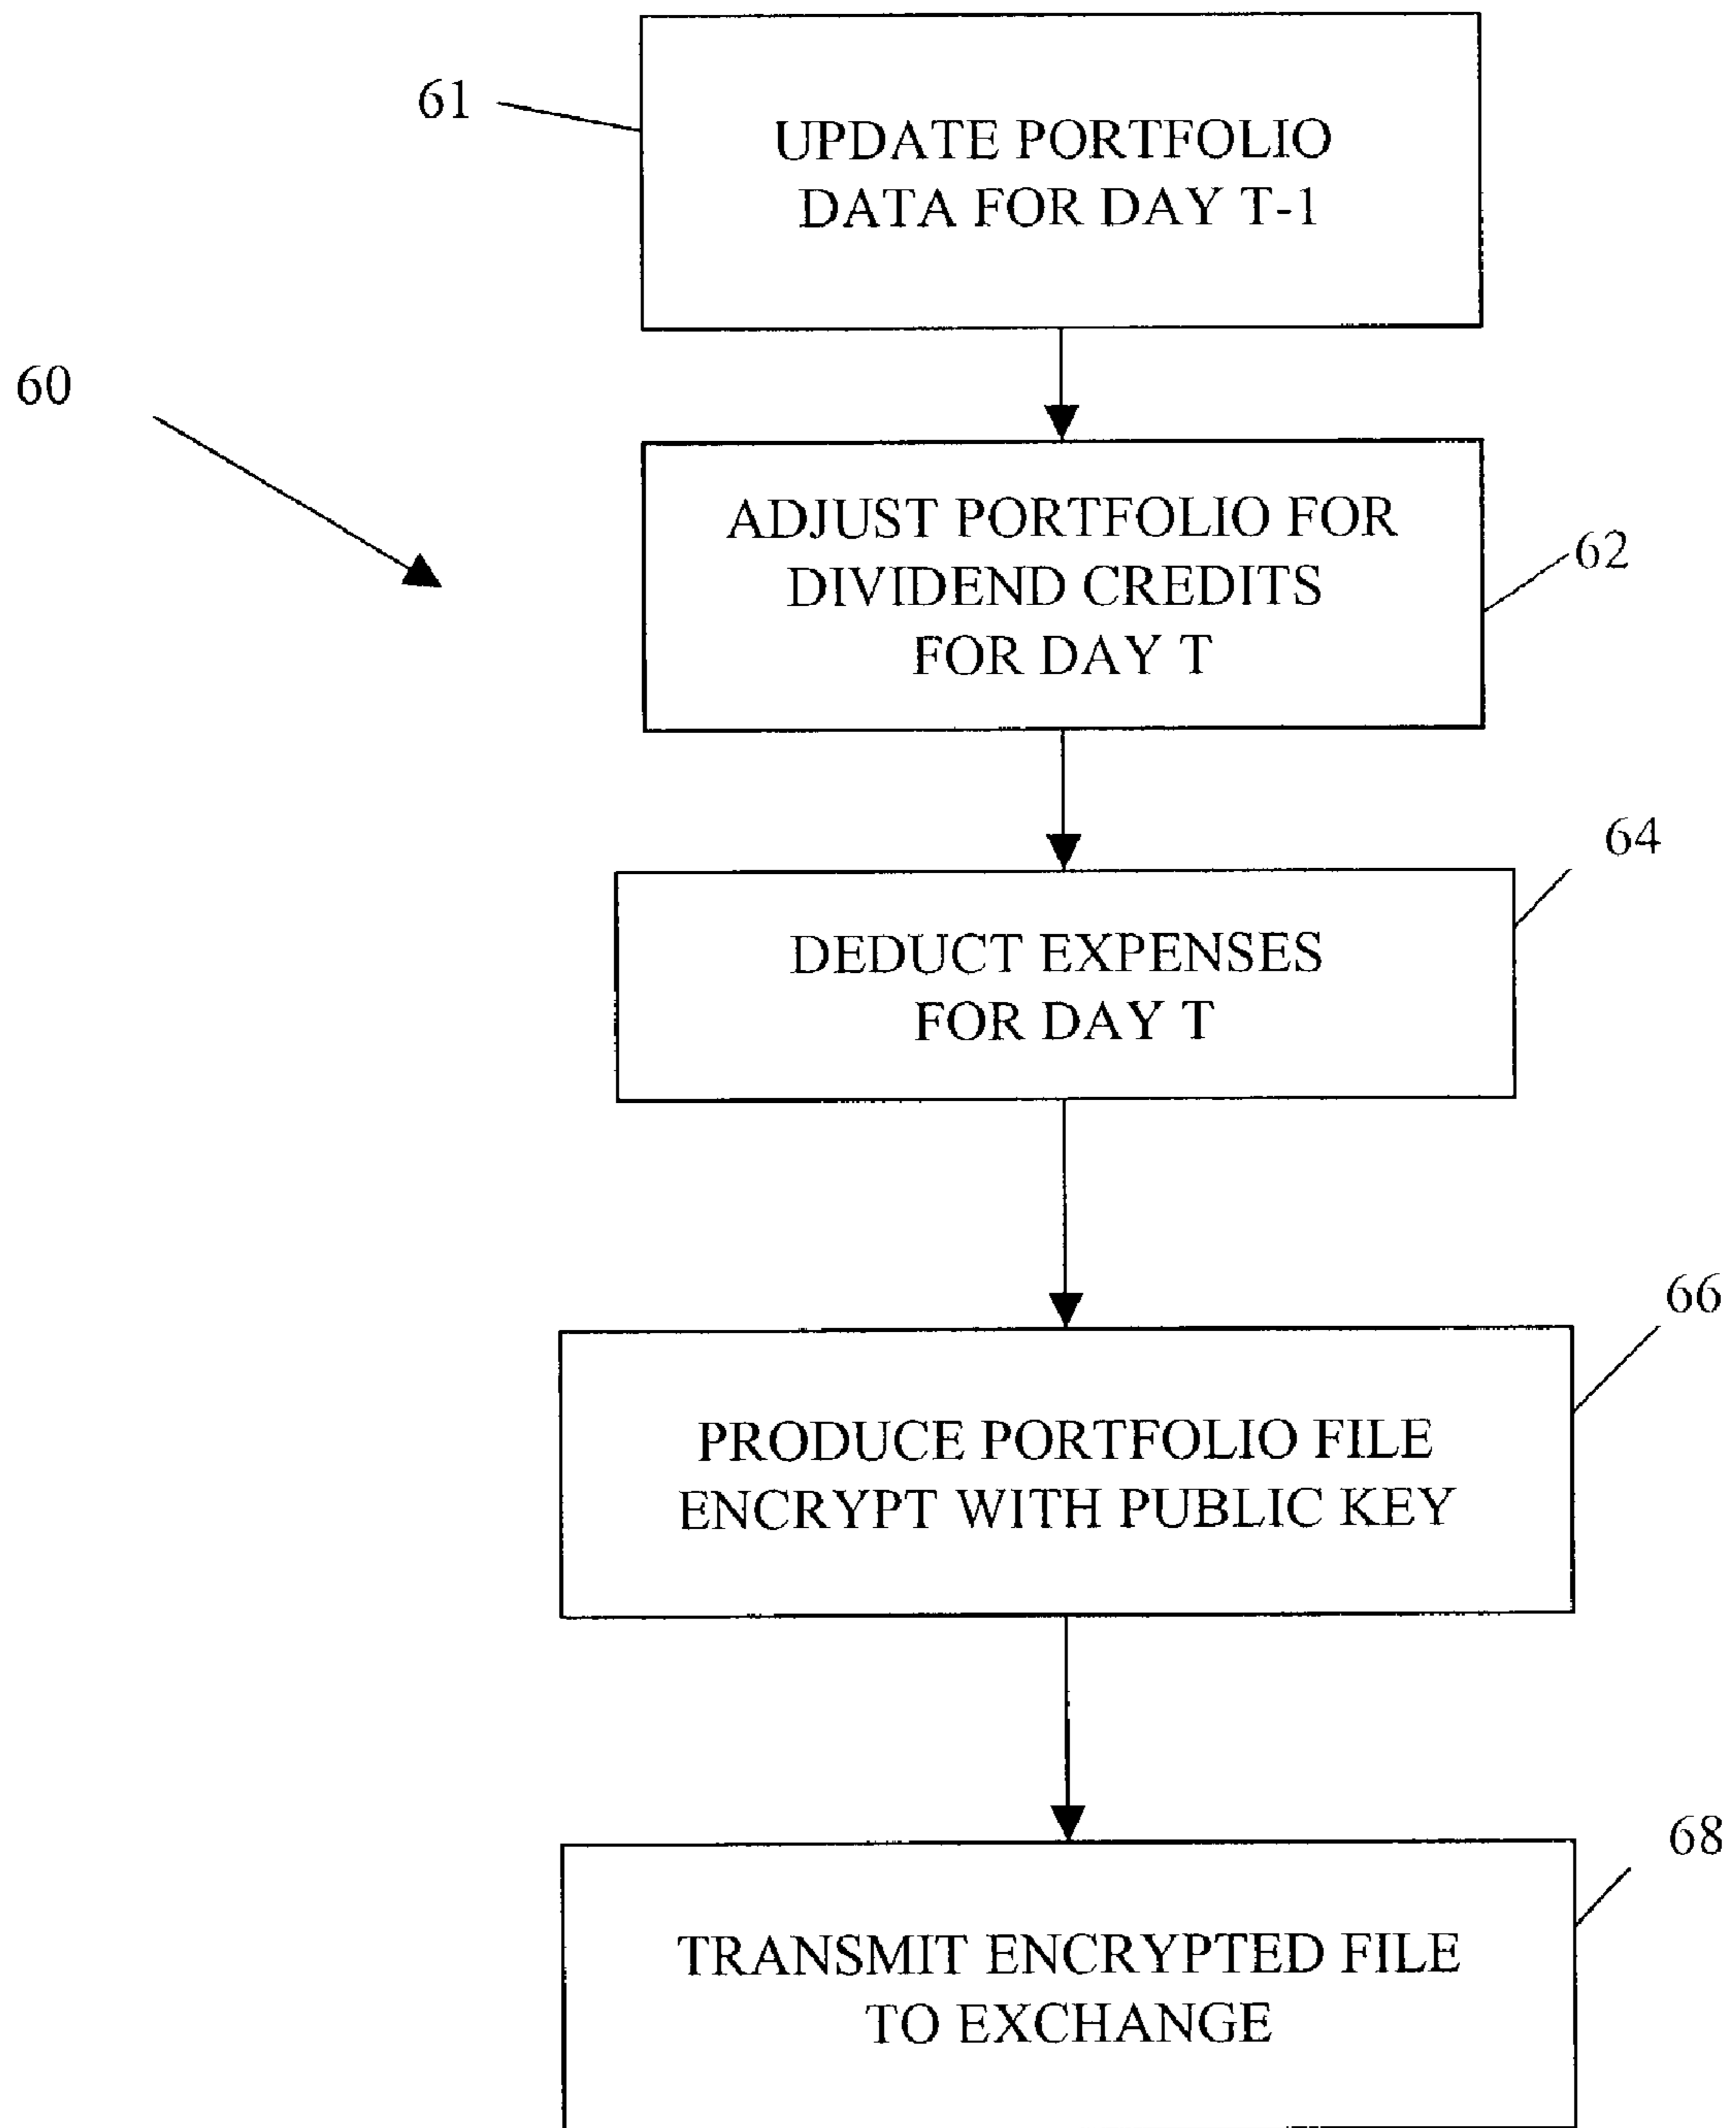 61
UPDATE PORTFOLIO
DATA FOR DAY T-1
60
ADJUST PORTFOLIO FOR
DIVIDEND CREDITS
FOR DAY T
62
64
DEDUCT EXPENSES
FOR DAY T
66
PRODUCE PORTFOLIO FILE
ENCRYPT WITH PUBLIC KEY
68
TRANSMIT ENCRYPTED FILE
TO EXCHANGE